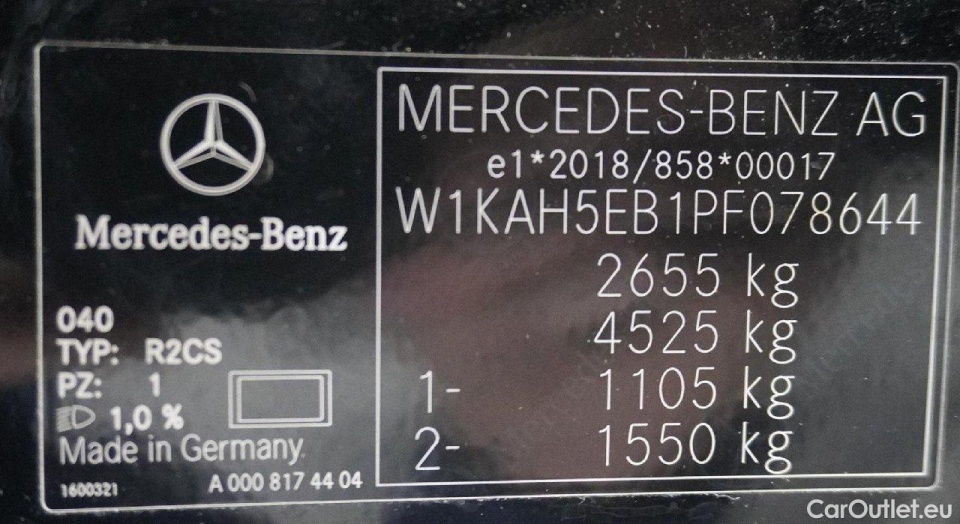 Mercedes-Benz
040
TYP: R2CS
PZ: 1
1,0 %
Made in Germany
1600321
A 000 817 44 04
MERCEDES-BENZ AG
e1*2018/858*00017
W1KAH5EB1PF078644
2655 kg
4525 kg
1- 1105 kg
2- 1550 kg
CarOutlet.eu